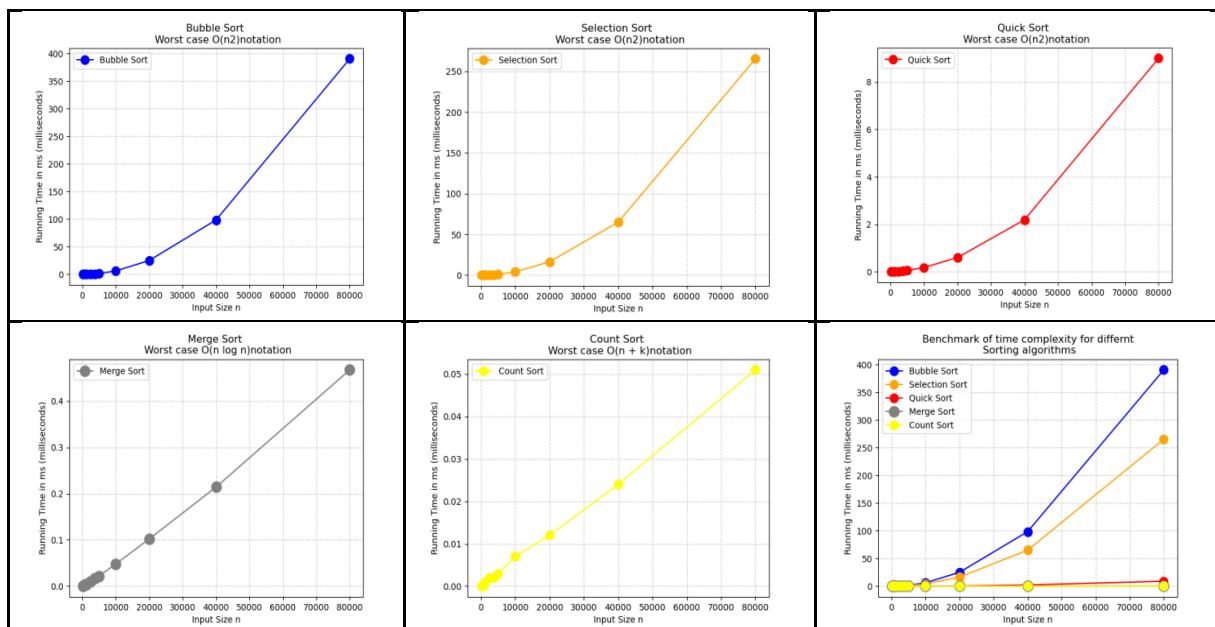 Bubble Sort
Worst case O(n2)notation
Bubble Sort
400
350
300
250
200
150
100
50
0
Running Time in ms (milliseconds)
0 10000 20000 30000 40000 50000 60000 70000 80000
Input Size n
Selection Sort
Worst case O(n2)notation
Selection Sort
250
200
150
100
50
0
Running Time in ms (milliseconds)
0 10000 20000 30000 40000 50000 60000 70000 80000
Input Size n
Quick Sort
Worst case O(n2)notation
Quick Sort
8
6
4
2
0
Running Time in ms (milliseconds)
0 10000 20000 30000 40000 50000 60000 70000 80000
Input Size n
Merge Sort
Worst case O(n log n)notation
Merge Sort
0.4
0.3
0.2
0.1
0.0
Running Time in ms (milliseconds)
0 10000 20000 30000 40000 50000 60000 70000 80000
Input Size n
Count Sort
Worst case O(n + k)notation
Count Sort
0.05
0.04
0.03
0.02
0.01
0.00
Running Time in ms (milliseconds)
0 10000 20000 30000 40000 50000 60000 70000 80000
Input Size n
Benchmark of time complexity for differnt
Sorting algorithms
Bubble Sort
Selection Sort
Quick Sort
Merge Sort
Count Sort
400
350
300
250
200
150
100
50
0
Running Time in ms (milliseconds)
0 10000 20000 30000 40000 50000 60000 70000 80000
Input Size n